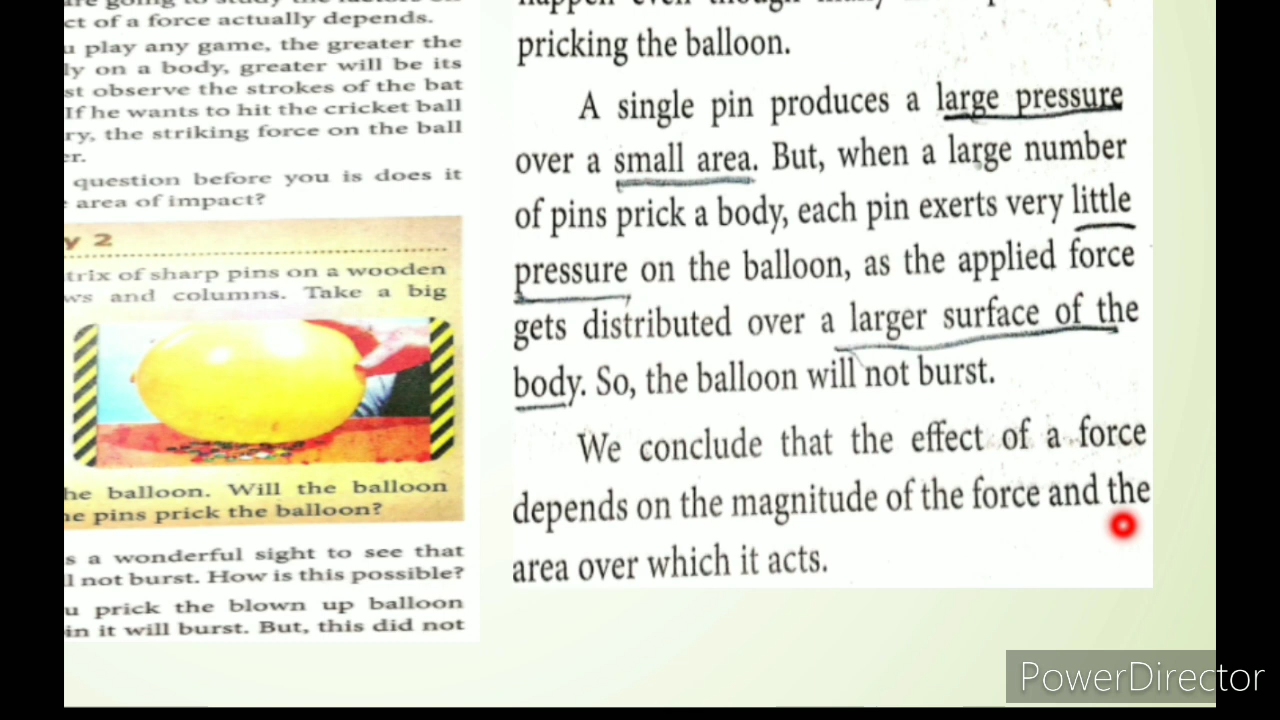 ct of a force actually depends.
u play any game, the greater the
ly on a body, greater will be its
st observe the strokes of the bat
If he wants to hit the cricket ball
ry, the striking force on the ball
er.
question before you is does it
area of impact?
y 2
trix of sharp pins on a wooden
ws and columns. Take a big
he balloon. Will the balloon
e pins prick the balloon?
s a wonderful sight to see that
l not burst. How is this possible?
u prick the blown up balloon
in it will burst. But, this did not
pricking the balloon.
A single pin produces a large pressure
over a small area. But, when a large number
of pins prick a body, each pin exerts very little
pressure on the balloon, as the applied force
gets distributed over a larger surface of the
body. So, the balloon will not burst.
We conclude that the effect of a force
depends on the magnitude of the force and the
area over which it acts.
PowerDirector